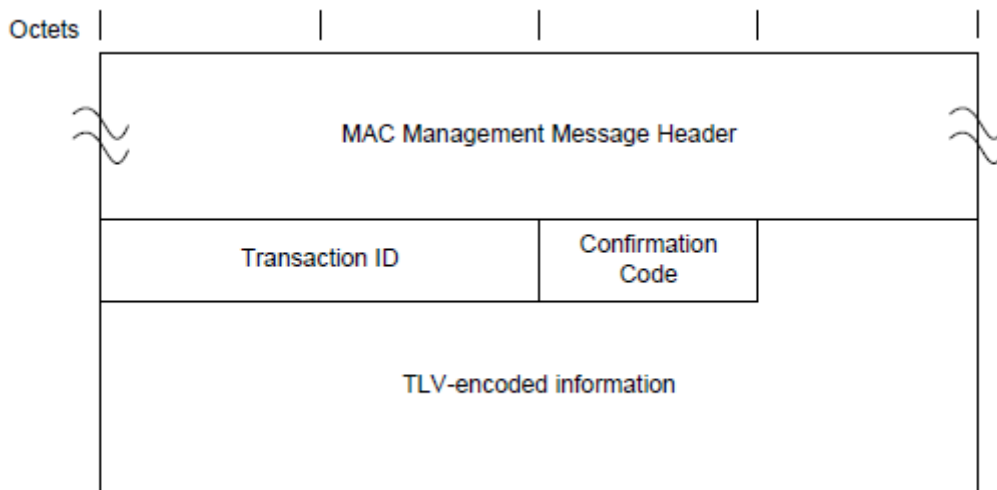 Octets
MAC Management Message Header
Transaction ID
Confirmation
Code
TLV-encoded information